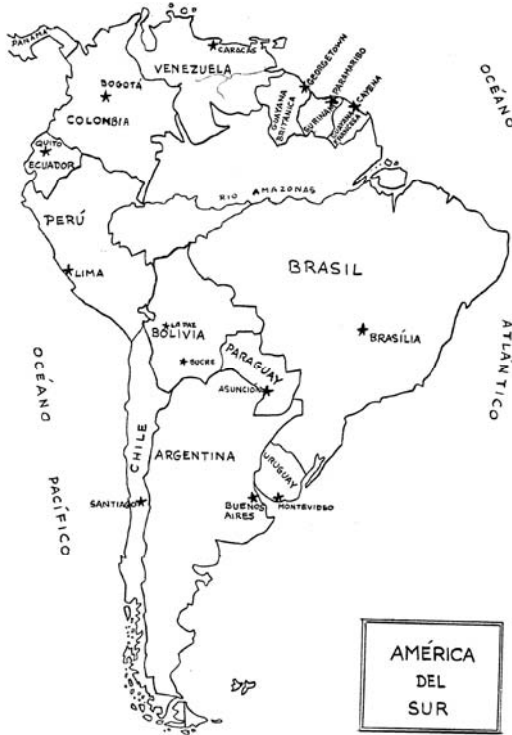 PANAMÁ
CARACAS
VENEZUELA
BOGOTÁ
COLOMBIA
GEORGETOWN
PARAMARIBO
CAYENA
GUAYANA
BRITÁNICA
SURINAM
GUAYANA
FRANCESA
OCÉANO
ATLÁNTICO
QUITO
ECUADOR
RIO AMAZONAS
PERÚ
LIMA
BRASIL
BRASÍLIA
LA PAZ
BOLIVIA
SUCRE
PARAGUAY
ASUNCIÓN
OCÉANO
PACÍFICO
CHILE
ARGENTINA
URUGUAY
SANTIAGO
BUENOS
AIRES
MONTEVIDEO
AMÉRICA
DEL
SUR